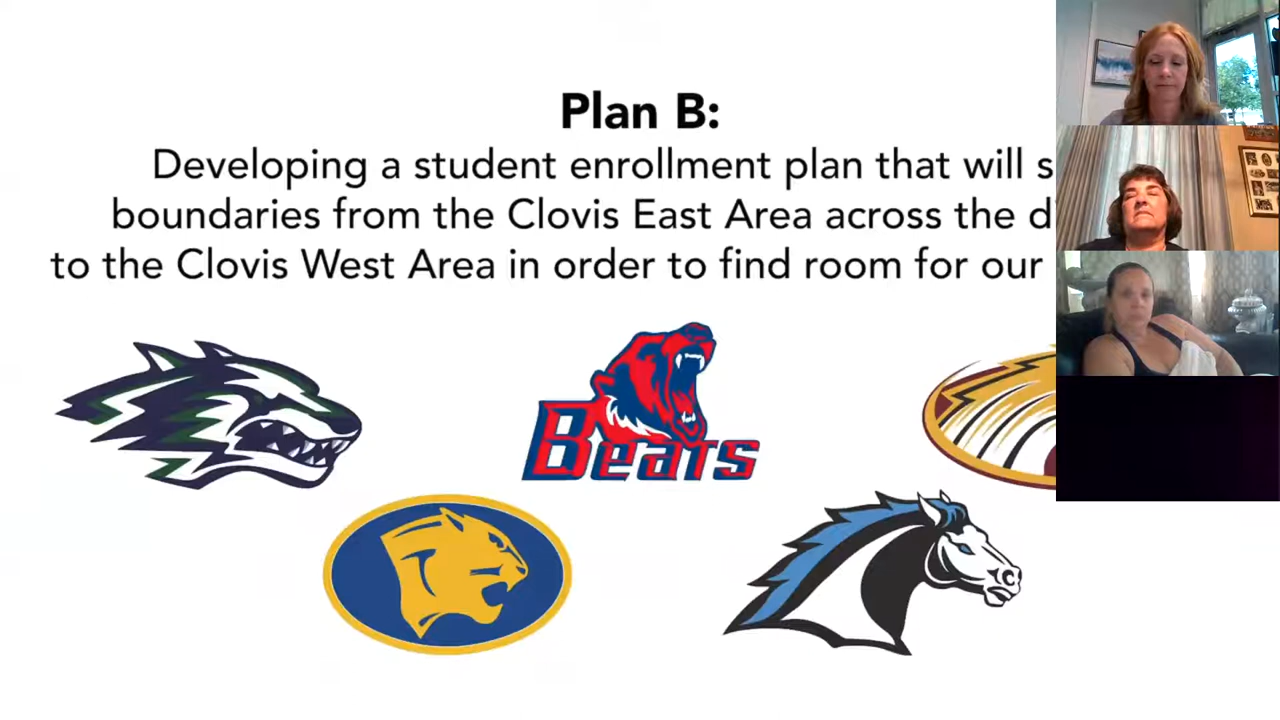 Plan B:
Developing a student enrollment plan that will
boundaries from the Clovis East Area across the
to the Clovis West Area in order to find room for our
Bears